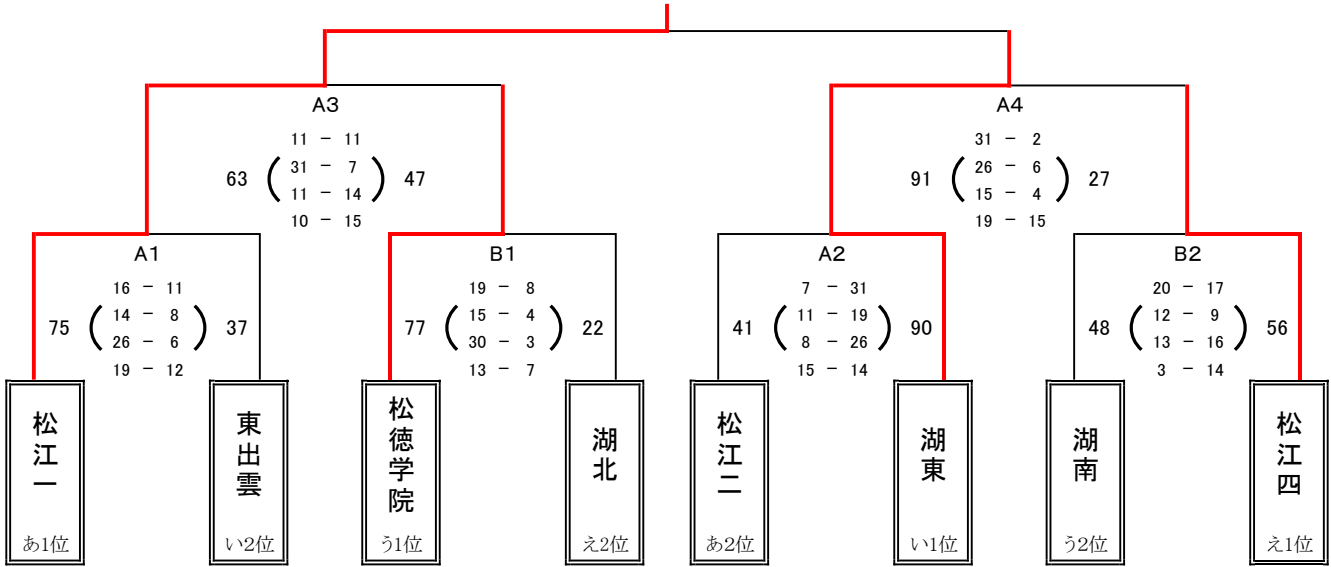 A3
A4
11 － 11
31 － 7
11 － 14
10 － 15
63 ( ) 47
31 － 2
26 － 6
15 － 4
19 － 15
91 ( ) 27
A1
B1
A2
B2
16 － 11
14 － 8
26 － 6
19 － 12
75 ( ) 37
19 － 8
15 － 4
30 － 3
13 － 7
77 ( ) 22
7 － 31
11 － 19
8 － 26
15 － 14
41 ( ) 90
20 － 17
12 － 9
13 － 16
3 － 14
48 ( ) 56
松江一
あ1位
東出雲
い2位
松徳学院
う1位
湖北
え2位
松江二
あ2位
湖東
い1位
湖南
う2位
松江四
え1位